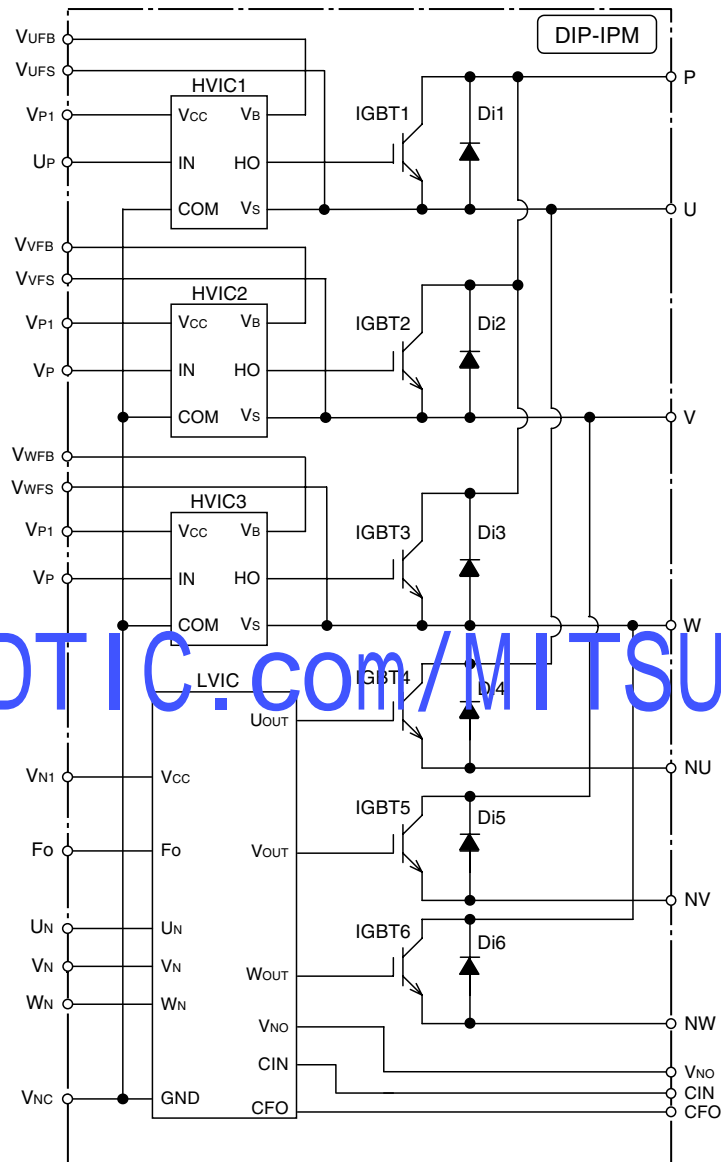 DIP-IPM
VUFB
VUFS
HVIC1
VP1
VCC
VB
IGBT1
Di1
P
UP
IN
HO
COM
VS
U
VVFB
VVFS
HVIC2
VP1
VCC
VB
IGBT2
Di2
VP
IN
HO
COM
VS
V
VWFB
VWFS
HVIC3
VP1
VCC
VB
IGBT3
Di3
VP
IN
HO
COM
VS
W
DTIC.com/MITSU
LVIC
IGBT4
Di4
UOUT
NU
VN1
VCC
IGBT5
Di5
Fo
Fo
VOUT
NV
UN
UN
IGBT6
Di6
VN
VN
WOUT
WN
WN
VNO
NW
CIN
VNO
VNC
GND
CFO
CIN
CFO